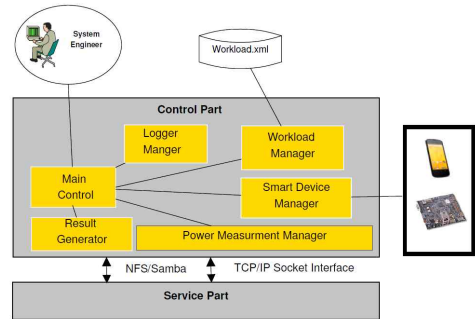 System
Engineer
Workload.xml
Control Part
Logger
Manger
Workload
Manager
Main
Control
Smart Device
Manager
Result
Generator
Power Measurment Manager
NFS/Samba
TCP/IP Socket Interface
Service Part